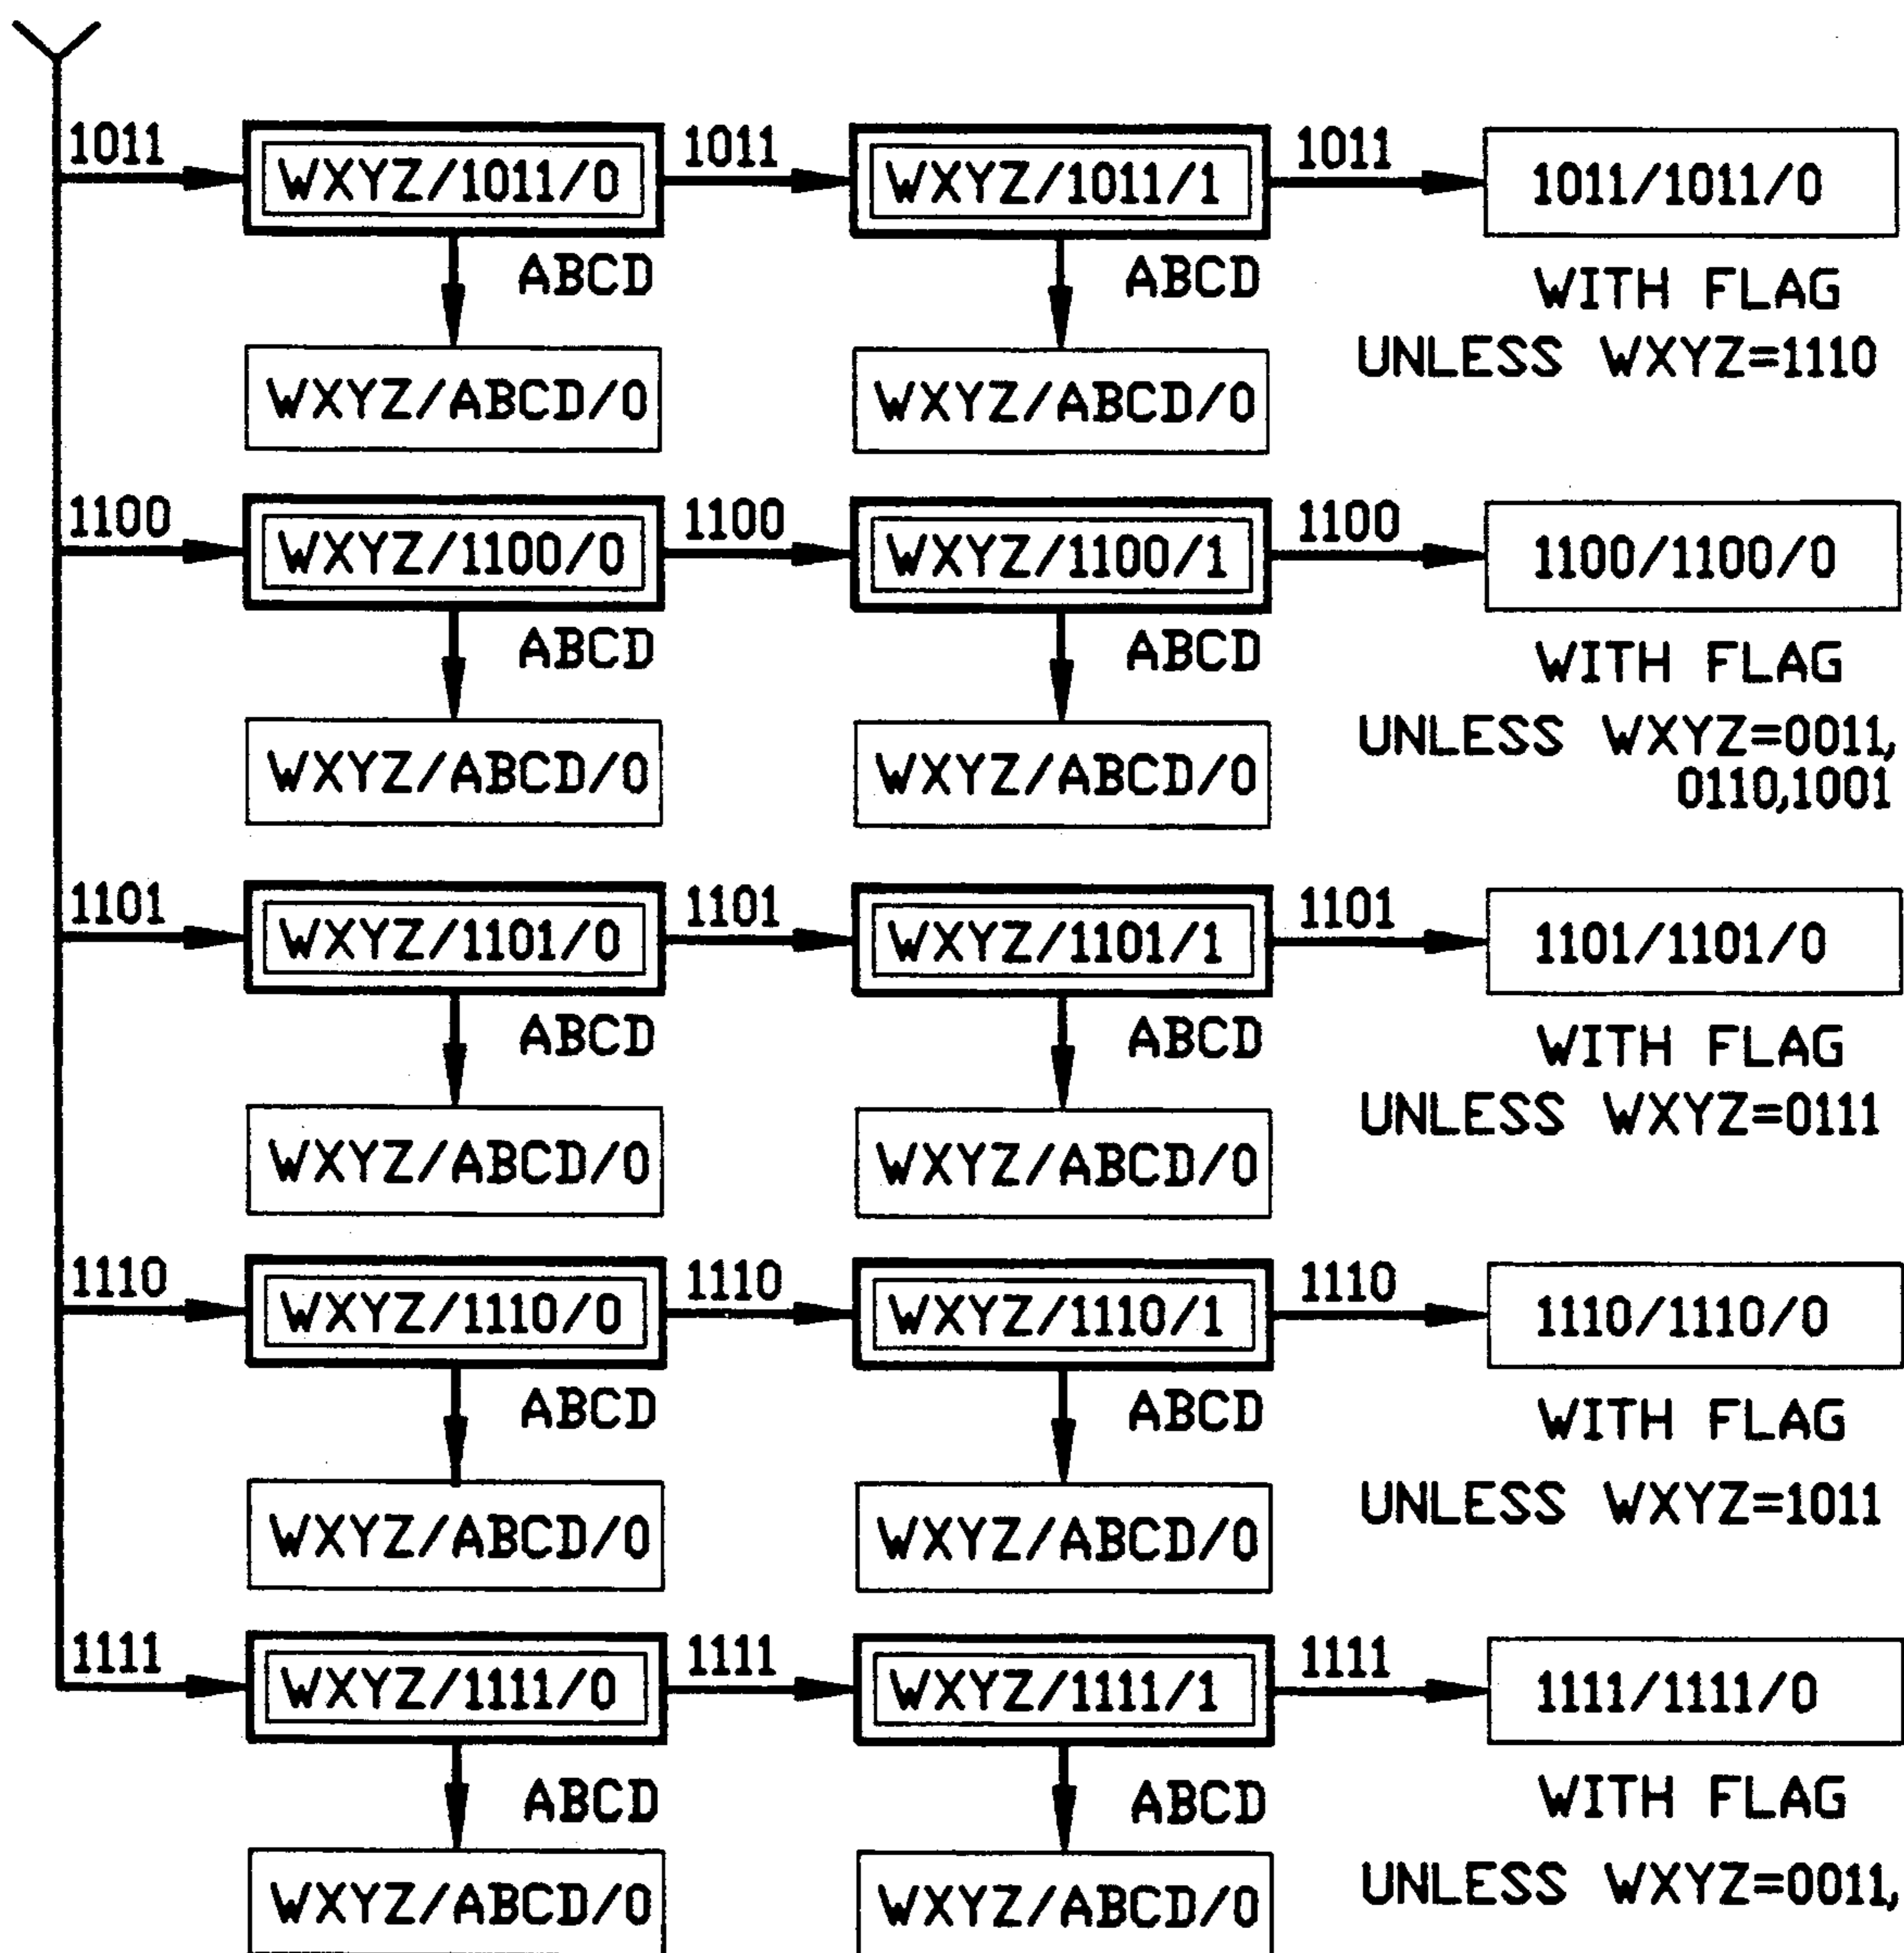 1011 WXYZ/1011/0 1011 WXYZ/1011/1 1011 1011/1011/0
ABCD ABCD WITH FLAG
UNLESS WXYZ=1110
WXYZ/ABCD/0 WXYZ/ABCD/0
1100 WXYZ/1100/0 1100 WXYZ/1100/1 1100 1100/1100/0
ABCD ABCD WITH FLAG
UNLESS WXYZ=0011,
WXYZ/ABCD/0 WXYZ/ABCD/0 0110,1001
1101 WXYZ/1101/0 1101 WXYZ/1101/1 1101 1101/1101/0
ABCD ABCD WITH FLAG
UNLESS WXYZ=0111
WXYZ/ABCD/0 WXYZ/ABCD/0
1110 WXYZ/1110/0 1110 WXYZ/1110/1 1110 1110/1110/0
ABCD ABCD WITH FLAG
UNLESS WXYZ=1011
WXYZ/ABCD/0 WXYZ/ABCD/0
1111 WXYZ/1111/0 1111 WXYZ/1111/1 1111 1111/1111/0
ABCD ABCD WITH FLAG
WXYZ/ABCD/0 WXYZ/ABCD/0 UNLESS WXYZ=0011,